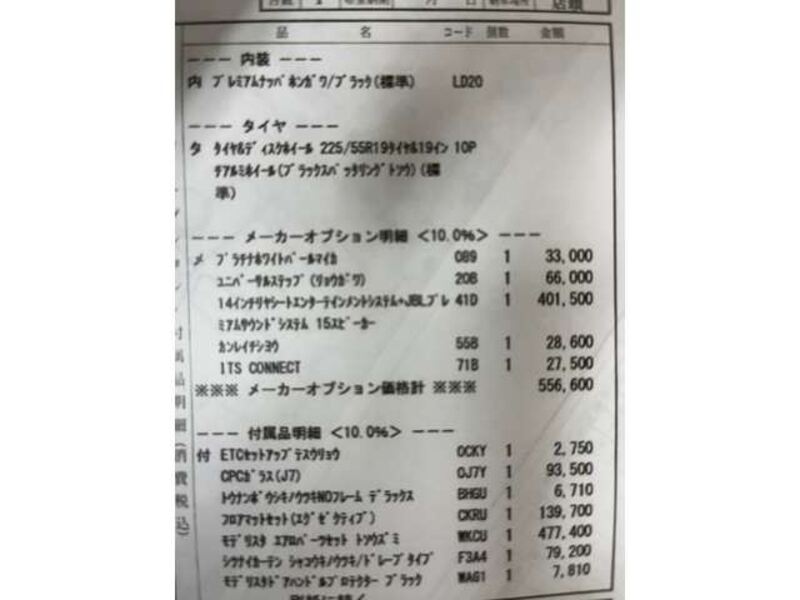 品 名 コード 個数 金額
--- 内装 ---
内 プレミアムナッパホンガワ/ブラック(標準) LD20
--- タイヤ ---
タ タイヤ&ディスクホイール 225/55R19タイヤ&19イン 10P
チアルミホイール(ブラックスパッタリングトソウ)(標
準)
--- メーカーオプション明細 <10.0%> ---
メ プラチナホワイトパールマイカ 089 1 33,000
ユニバーサルステップ(リョウガワ) 20B 1 66,000
14インチリヤシートエンターテインメントシステム+JBLプレ 41D 1 401,500
ミアムサウンドシステム 15スピーカー
カンレイチシヨウ 55B 1 28,600
ITS CONNECT 71B 1 27,500
※※※ メーカーオプション価格計 ※※※ 556,600
--- 付属品明細 <10.0%> ---
付 ETCセットアップテスウリョウ OCKY 1 2,750
CPCガラス(J7) OJ7Y 1 93,500
トウナンボウシキノウツキNOフレーム デラックス BHGU 1 6,710
フロアマットセット(エグゼクティブ) CKRU 1 139,700
モデリスタ エアロパーツセット トソウズミ WKCU 1 477,400
シツナイカーテン シャコウキノウツキ/ドレープタイプ F3A4 1 79,200
モデリスタドアハンドルプロテクター ブラック WAG1 1 7,810
付属品明細(消費税込)